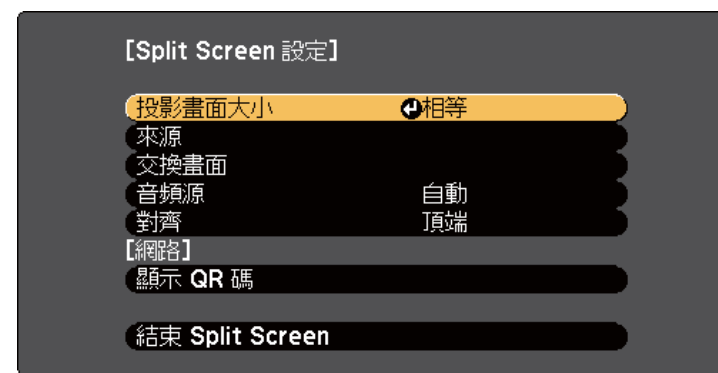 [Split Screen 設定]
投影畫面大小 相等
來源
交換畫面
音頻源 自動
對齊 頂端
[網路]
顯示 QR 碼
結束 Split Screen